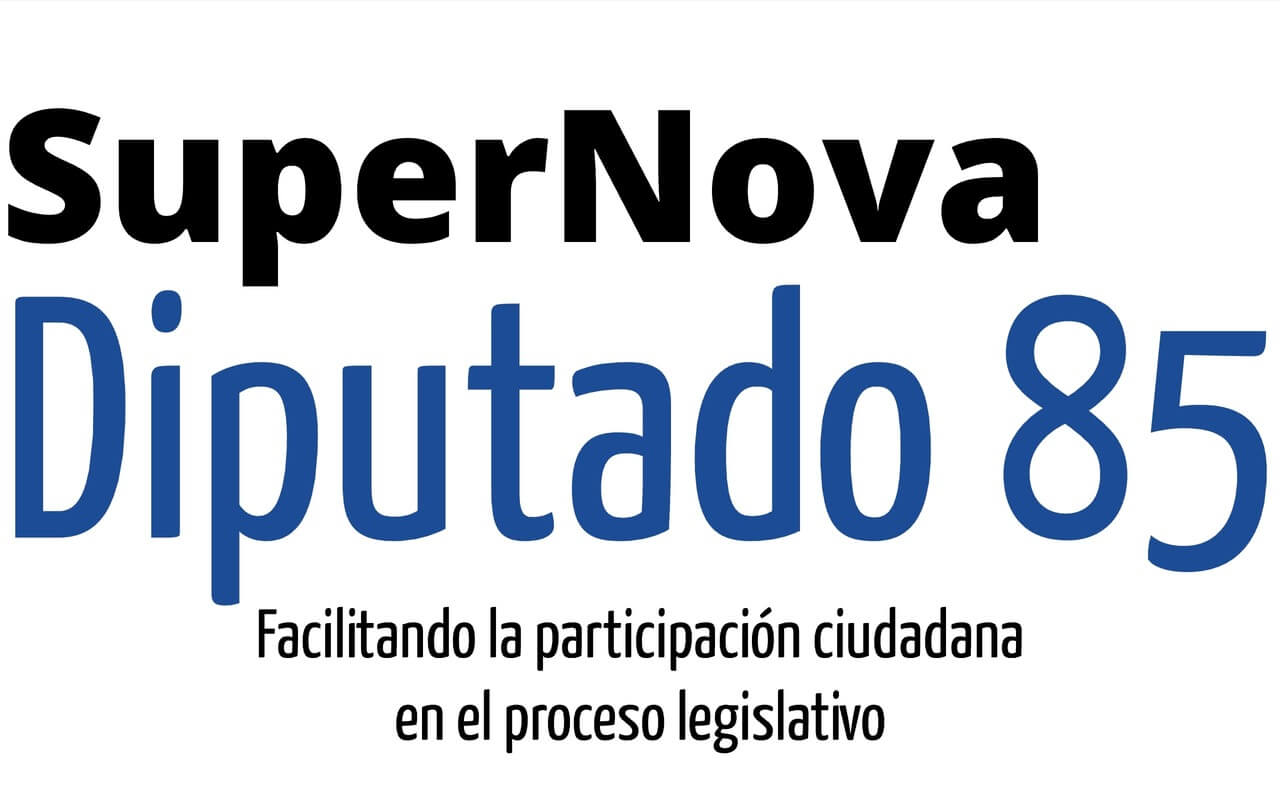 SuperNova
Diputado 85
Facilitando la participación ciudadana
en el proceso legislativo